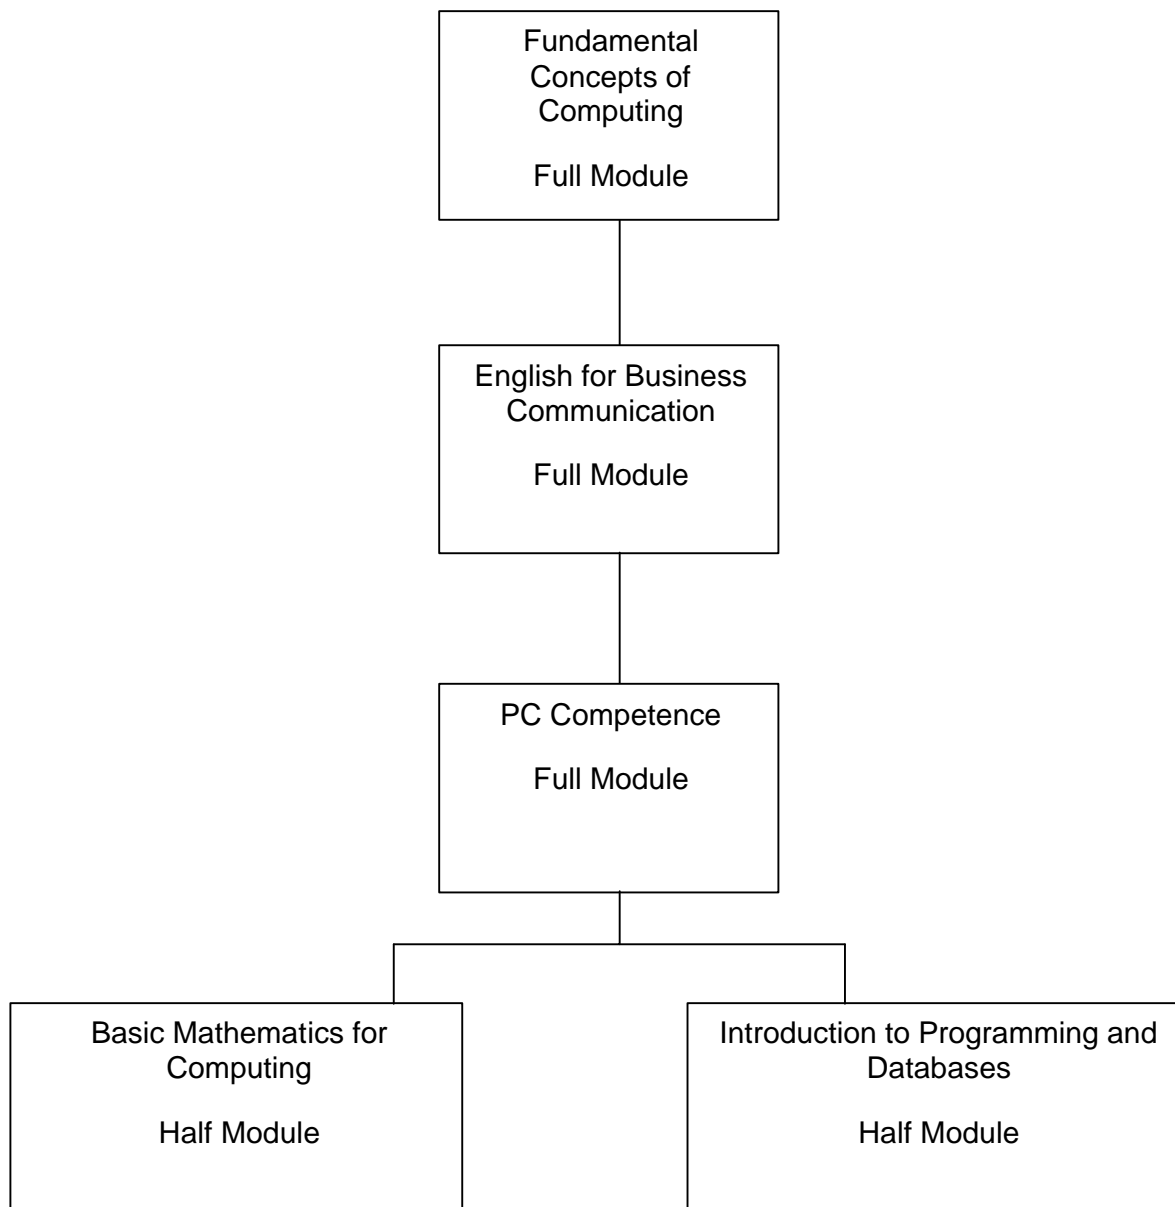 Fundamental
Concepts of
Computing
Full Module
English for Business
Communication
Full Module
PC Competence
Full Module
Basic Mathematics for
Computing
Half Module
Introduction to Programming and
Databases
Half Module